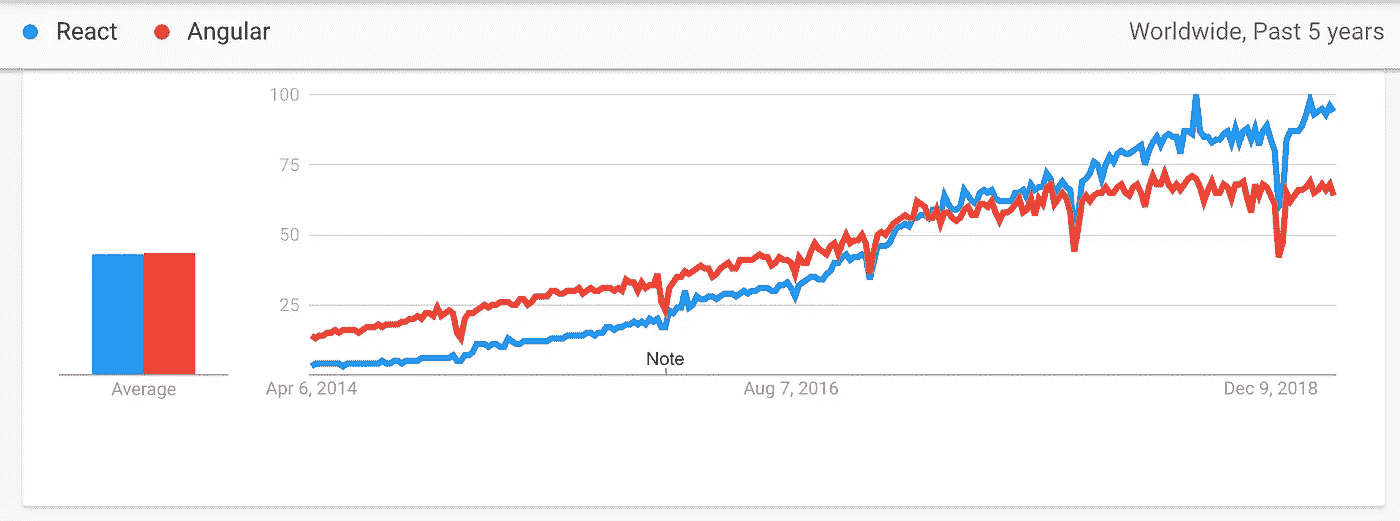 React Angular Worldwide, Past 5 years
100
75
50
25
Note
Average Apr 6, 2014 Aug 7, 2016 Dec 9, 2018